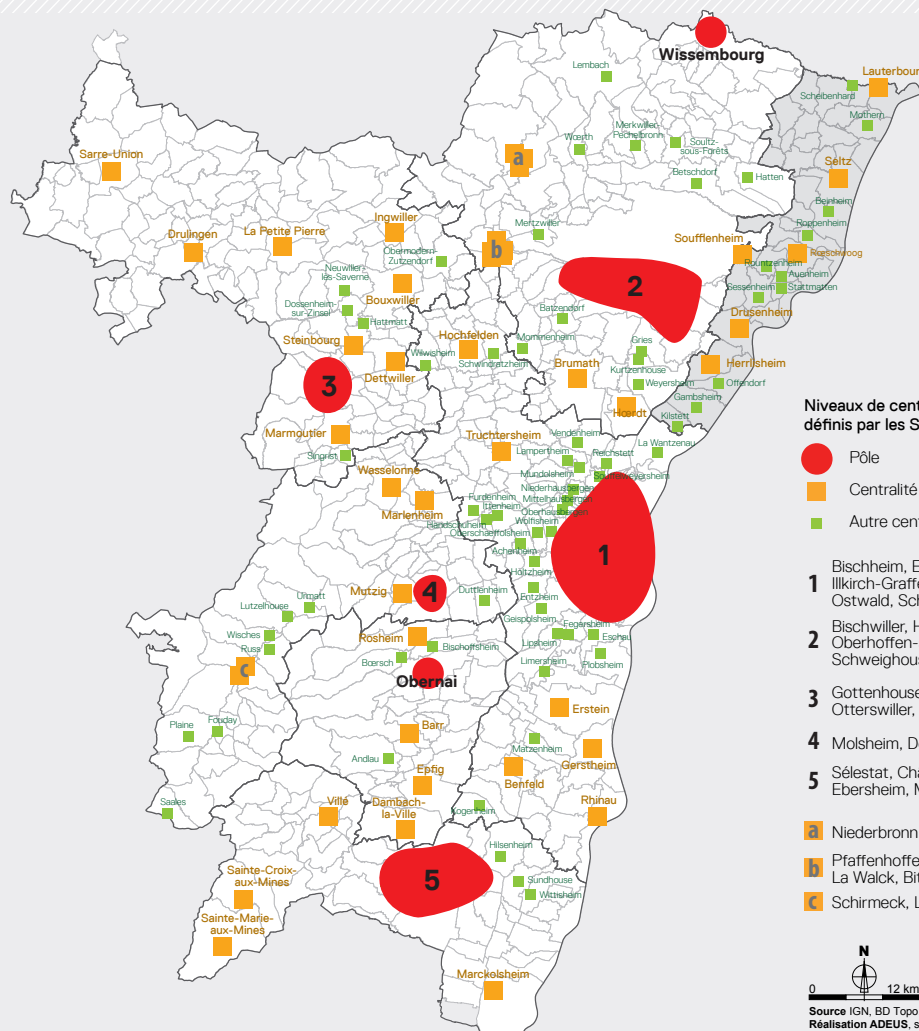 Wissembourg
Lembach
Lauterbour
Scheibenhard
Mothern
Wœrth
Merkwiller-
Pechelbronn
Soultz-
sous-Forêts
a
Sarre-Union
Betschdorf
Hatten
Seltz
Beinheim
Ingwiller
Mertzwiller
Roppenheim
Drulingen
La Petite Pierre
Soufflenheim
b
Obermodern-
Zutzendorf
Rœschwoog
Rountzenheim
Auenheim
Neuwiller-
lès-Saverne
Sessenheim
Stattmatten
2
Bouxwiller
Dossenheim-
sur-Zinsel
Batzendorf
Drusenheim
Hattmatt
Hochfelden
Steinbourg
Mommenheim
Gries
Wilwisheim
Schwindratzheim
Brumath
Kurtzenhouse
Herrlisheim
3
Dettwiller
Weyersheim
Offendorf
Gambsheim
Hœrdt
Kilstett
Niveaux de cent
définis par les S
Marmoutier
Truchtersheim
Vendenheim
La Wantzenau
Singrist
Lampertheim
Reichstett
Pôle
Wasselonne
Mundolsheim
Souffelweyersheim
Centralité
Niederhausbergen
Marlenheim
Furdenheim
Mittelhausbergen
Ittenheim
Oberhausbergen
Handschuheim
Wolfisheim
Autre cent
Oberschaeffolsheim
1
Achenheim
Holtzheim
1
Bischheim, E
Illkirch-Graffe
Ostwald, Sch
4
Mutzig
Duttlenheim
Entzheim
Urmatt
Lutzelhouse
Geispolsheim
2
Bischwiller, H
Oberhoffen-
Schweighous
Wisches
Rosheim
Fegersheim
Russ
Bischoffsheim
Lipsheim
Eschau
Bœrsch
Plobsheim
c
Limersheim
Obernai
3
Gottenhouse
Otterswiller,
Erstein
4
Molsheim, D
Plaine
Fouday
Barr
Matzenheim
Gerstheim
5
Sélestat, Cha
Ebersheim, M
Andlau
Epfig
Benfeld
Saales
Villé
Dambach-
la-Ville
Kogenheim
Rhinau
a
Niederbronn
Hilsenheim
b
Pfaffenhoffe
La Walck, Bit
Sainte-Croix-
aux-Mines
5
Sundhouse
Wittisheim
c
Schirmeck, L
Sainte-Marie-
aux-Mines
N
Marckolsheim
0
12 km
Source IGN, BD Topo
Réalisation ADEUS, s